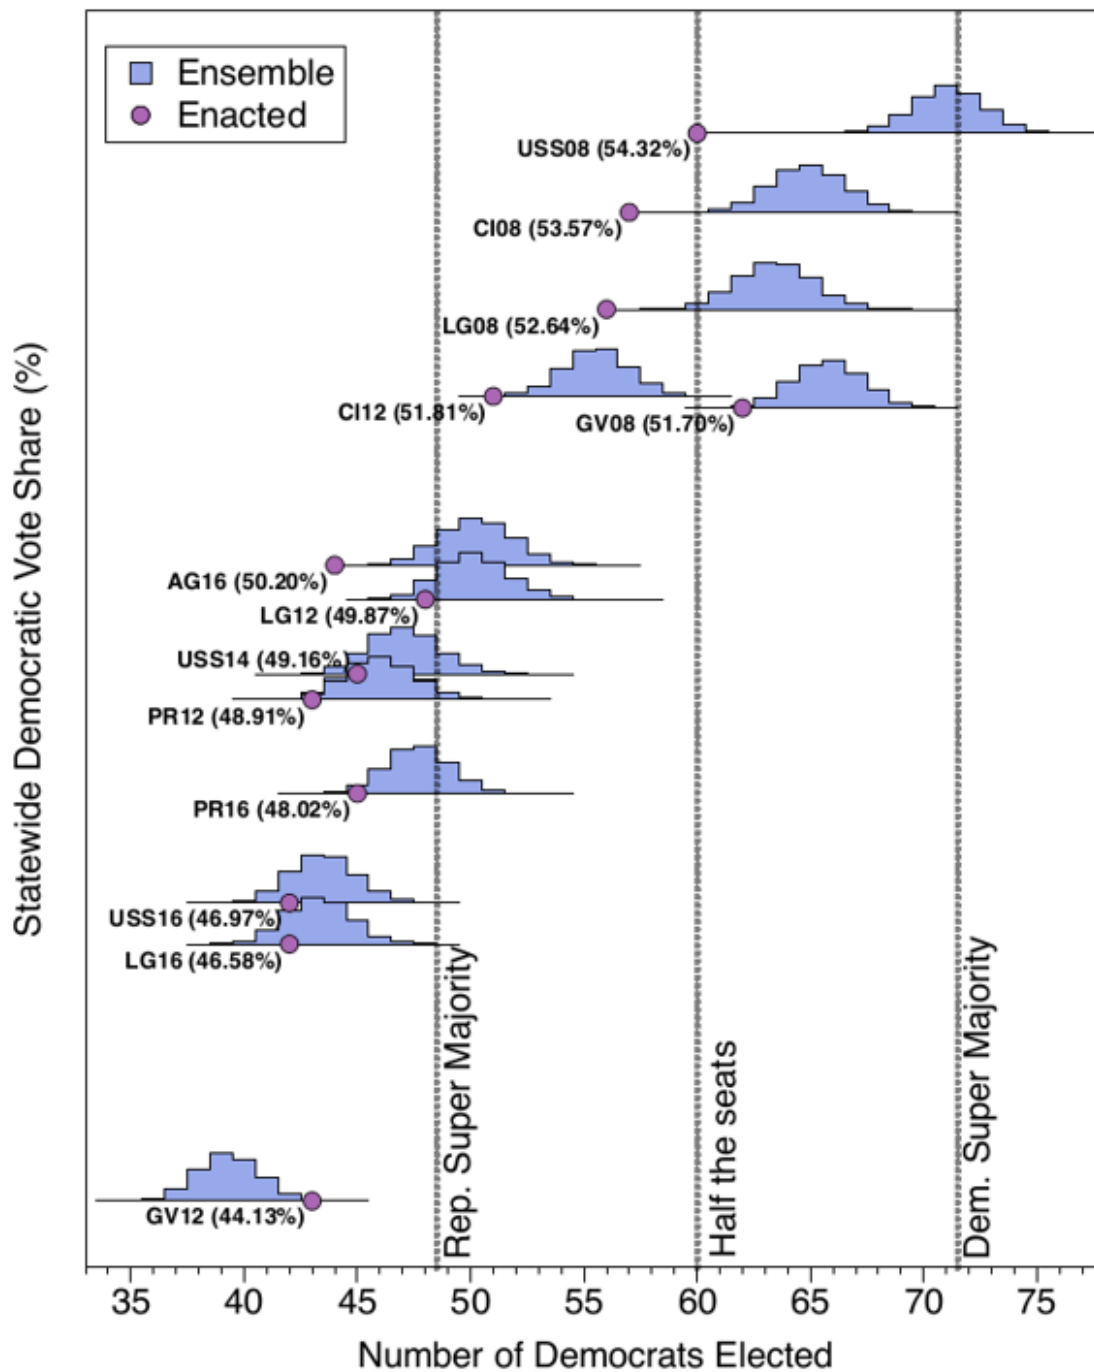 Ensemble
Enacted
USS08 (54.32%)
CI08 (53.57%)
LG08 (52.64%)
CI12 (51.81%)
GV08 (51.70%)
AG16 (50.20%)
LG12 (49.87%)
USS14 (49.16%)
PR12 (48.91%)
PR16 (48.02%)
USS16 (46.97%)
LG16 (46.58%)
GV12 (44.13%)
Rep. Super Majority
Half the seats
Dem. Super Majority
Statewide Democratic Vote Share (%)
35 40 45 50 55 60 65 70 75
Number of Democrats Elected